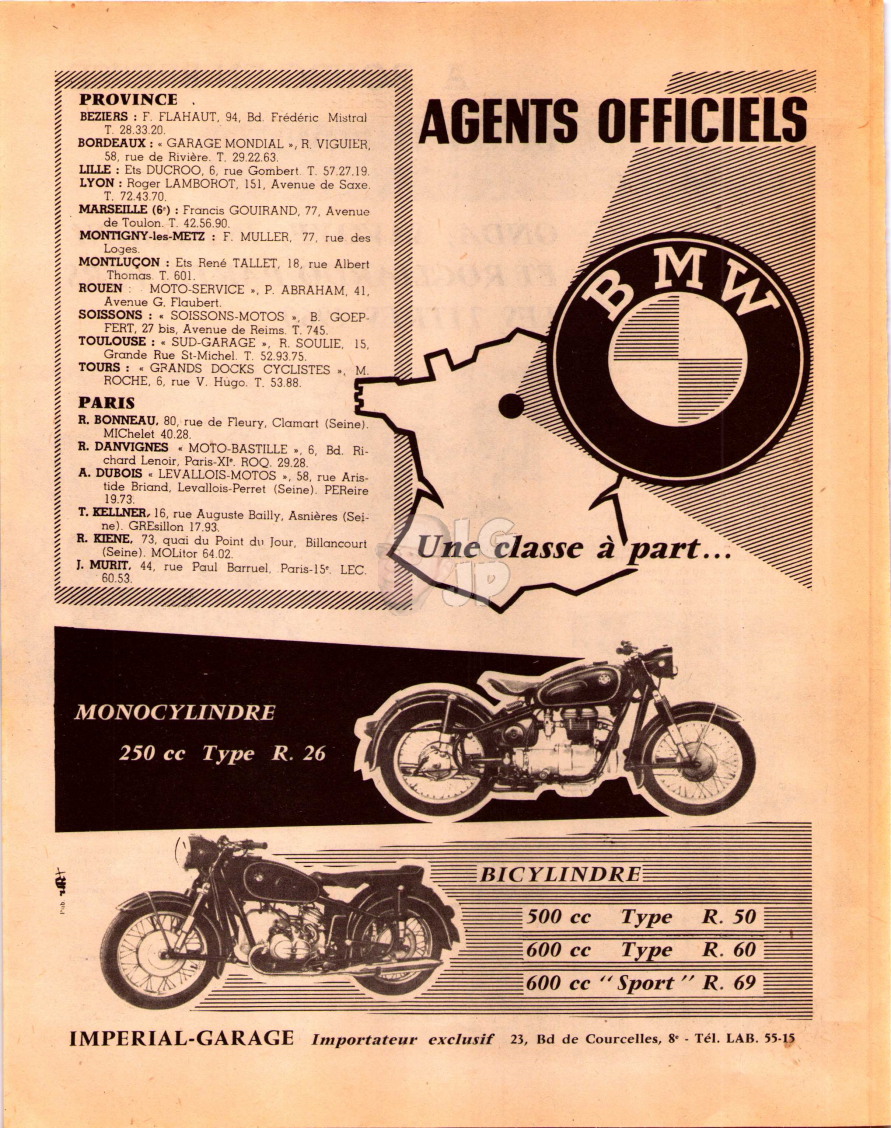 PROVINCE
BEZIERS : F. FLAHAUT, 94, Bd. Frédéric Mistral
T. 28.33.20.
BORDEAUX : « GARAGE MONDIAL », R. VIGUIER,
58, rue de Rivière. T. 29.22.63.
LILLE : Ets DUCROO, 6, rue Gombert. T. 57.27.19.
LYON : Roger LAMBOROT, 151, Avenue de Saxe.
T. 72.43.70.
MARSEILLE (6e) : Francis GOUIRAND, 77, Avenue
de Toulon. T. 42.56.90.
MONTIGNY-les-METZ : F. MULLER, 77, rue des
Loges.
MONTLUÇON : Ets René TALLET, 18, rue Albert
Thomas. T. 601.
ROUEN : MOTO-SERVICE », P. ABRAHAM, 41,
Avenue G. Flaubert.
SOISSONS : « SOISSONS-MOTOS », B. GOEP-
FERT, 27 bis, Avenue de Reims. T. 745.
TOULOUSE : « SUD-GARAGE », R. SOULIE, 15,
Grande Rue St-Michel. T. 52.93.75.
TOURS : « GRANDS DOCKS CYCLISTES », M.
ROCHE, 6, rue V. Hugo. T. 53.88.
PARIS
R. BONNEAU, 80, rue de Fleury, Clamart (Seine).
MIChelet 40.28.
R. DANVIGNES « MOTO-BASTILLE », 6, Bd. Ri-
chard Lenoir, Paris-XIe. ROQ. 29.28.
A. DUBOIS « LEVALLOIS-MOTOS », 58, rue Aris-
tide Briand, Levallois-Perret (Seine). PEReire
19.73.
T. KELLNER, 16, rue Auguste Bailly, Asnières (Sei-
ne). GREsillon 17.93.
R. KIENE, 73, quai du Point du Jour, Billancourt
(Seine). MOLitor 64.02.
J. MURIT, 44, rue Paul Barruel, Paris-15e. LEC.
60.53.
AGENTS OFFICIELS
BMW
Une classe à part...
BIG
JP
MONOCYLINDRE
250 cc Type R. 26
BICYLINDRE
500 cc Type R. 50
600 cc Type R. 60
600 cc “Sport” R. 69
Pub.
IMPERIAL-GARAGE Importateur exclusif 23, Bd de Courcelles, 8e - Tél. LAB. 55-15